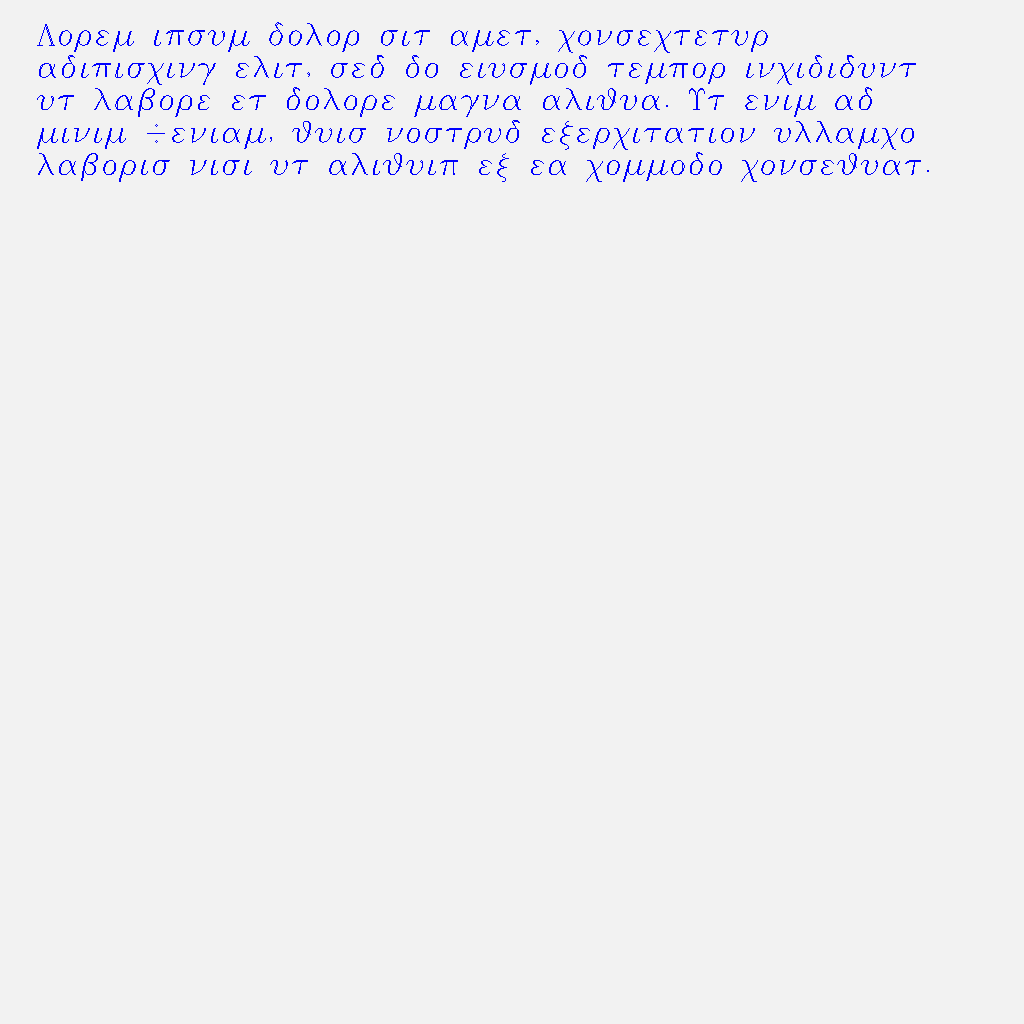 Λορεμ ιπσυμ δολορ σιτ αμετ, χονσεχτετυρ
αδιπισχινγ ελιτ, σεδ δο ειυσμοδ τεμπορ ινχιδιδυντ
υτ λαβορε ετ δολορε μαγνα αλιϑυα. ϒτ ενιμ αδ
μινιμ ÷ενιαμ, ϑυισ νοστρυδ εξερχιτατιον υλλαμχο
λαβορισ νισι υτ αλιϑυιπ εξ εα χομμοδο χονσεϑυατ.